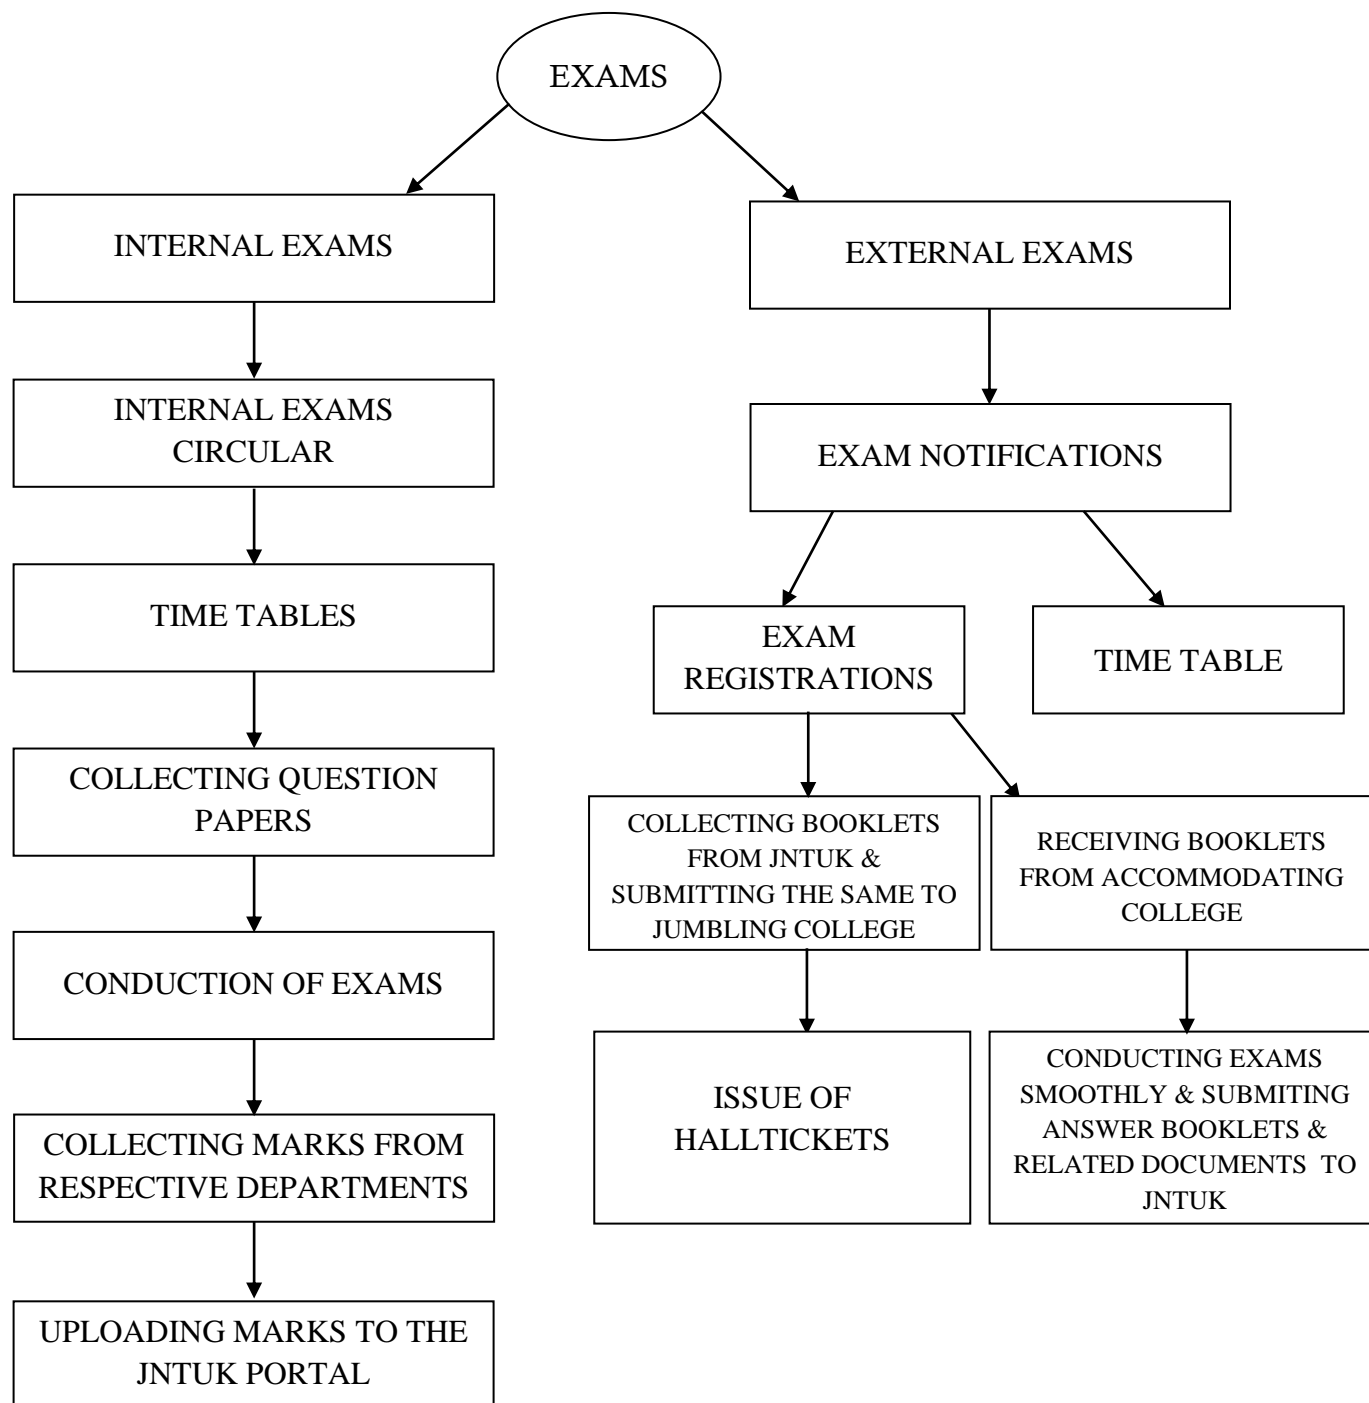 EXAMS
INTERNAL EXAMS
EXTERNAL EXAMS
INTERNAL EXAMS
CIRCULAR
EXAM NOTIFICATIONS
TIME TABLES
EXAM
REGISTRATIONS
TIME TABLE
COLLECTING QUESTION
PAPERS
COLLECTING BOOKLETS
FROM JNTUK &
SUBMITTING THE SAME TO
JUMBLING COLLEGE
RECEIVING BOOKLETS
FROM ACCOMMODATING
COLLEGE
CONDUCTION OF EXAMS
ISSUE OF
HALLTICKETS
CONDUCTING EXAMS
SMOOTHLY & SUBMITING
ANSWER BOOKLETS &
RELATED DOCUMENTS TO
JNTUK
COLLECTING MARKS FROM
RESPECTIVE DEPARTMENTS
UPLOADING MARKS TO THE
JNTUK PORTAL